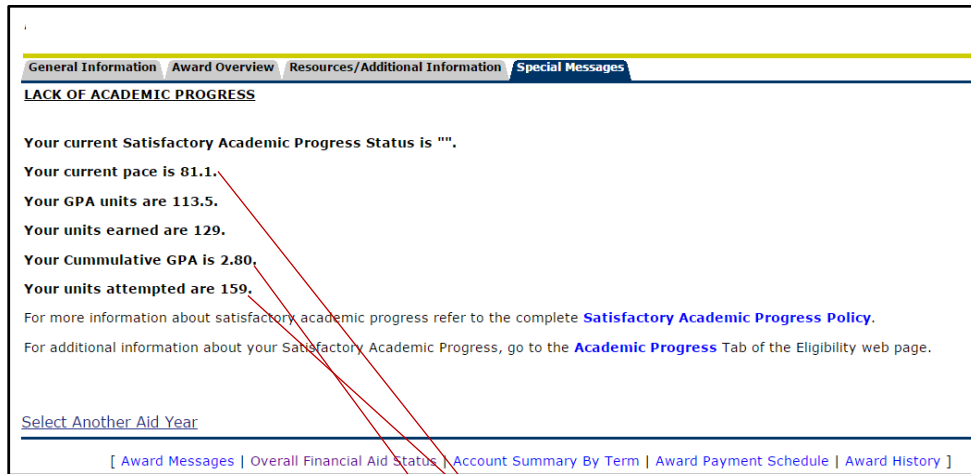 General Information Award Overview Resources/Additional Information Special Messages
LACK OF ACADEMIC PROGRESS
Your current Satisfactory Academic Progress Status is "".
Your current pace is 81.1.
Your GPA units are 113.5.
Your units earned are 129.
Your Cummulative GPA is 2.80.
Your units attempted are 159.
For more information about satisfactory academic progress refer to the complete Satisfactory Academic Progress Policy.
For additional information about your Satisfactory Academic Progress, go to the Academic Progress Tab of the Eligibility web page.
Select Another Aid Year
[ Award Messages | Overall Financial Aid Status | Account Summary By Term | Award Payment Schedule | Award History ]